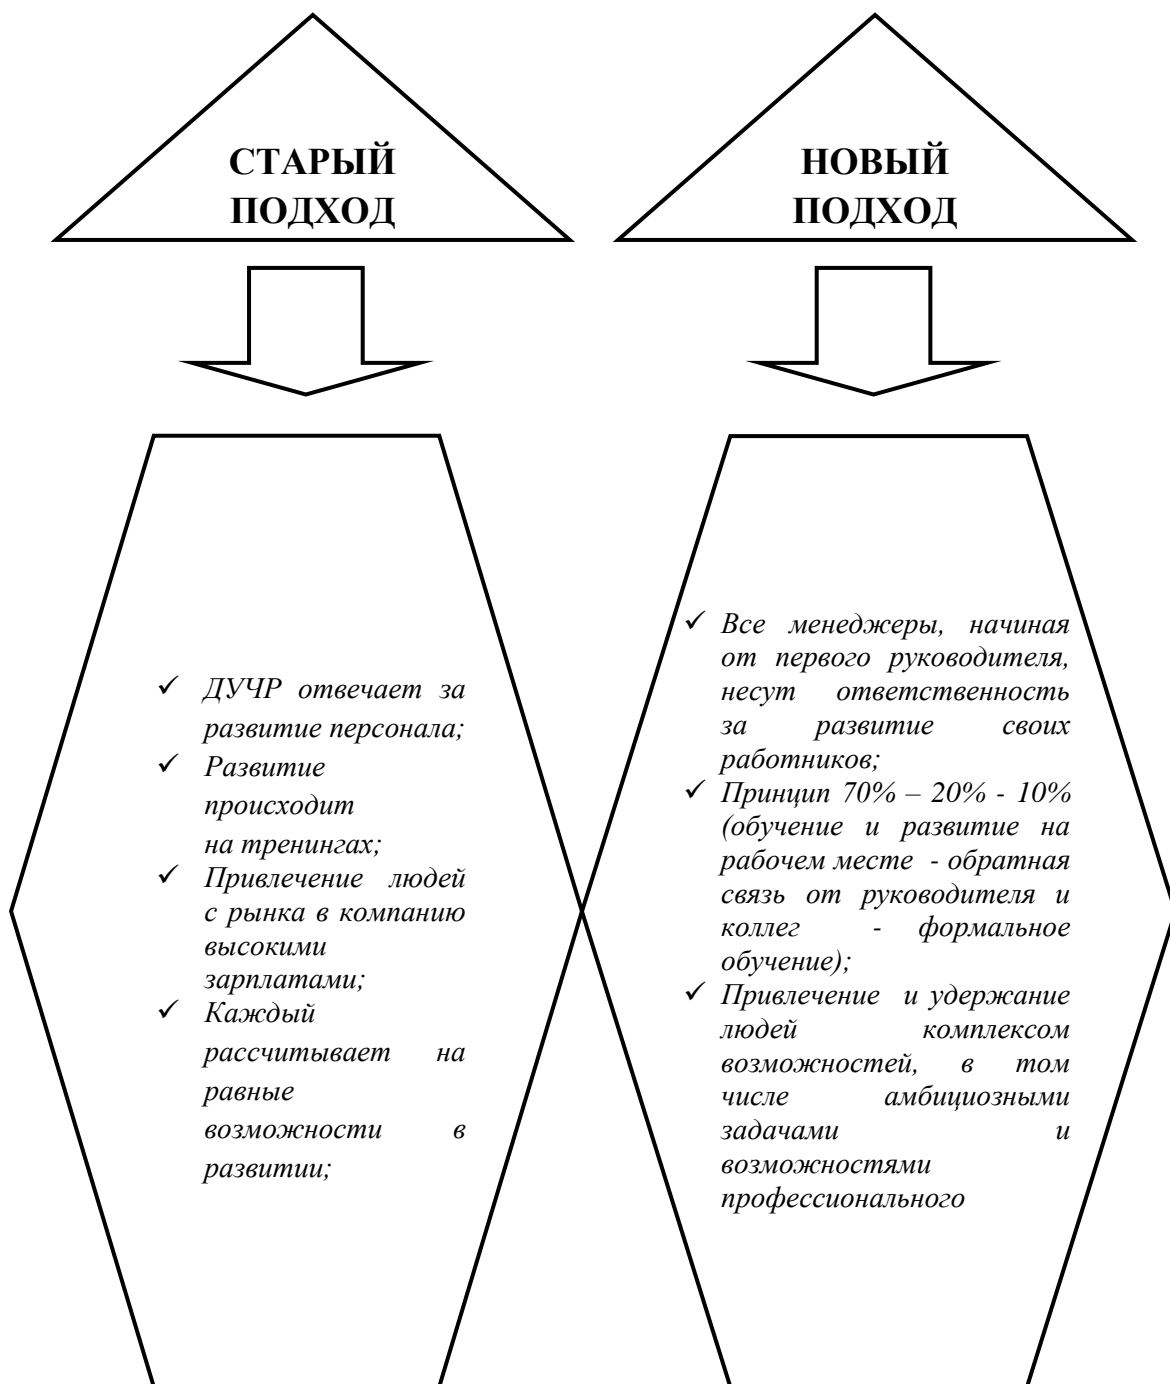 СТАРЫЙ
ПОДХОД
✓ ДУЧР отвечает за
развитие персонала;
✓ Развитие
происходит
на тренингах;
✓ Привлечение людей
с рынка в компанию
высокими
зарплатами;
✓ Каждый
рассчитывает на
равные
возможности в
развитии;
НОВЫЙ
ПОДХОД
✓ Все менеджеры, начиная
от первого руководителя,
несут ответственность
за развитие своих
работников;
✓ Принцип 70% – 20% - 10%
(обучение и развитие на
рабочем месте - обратная
связь от руководителя и
коллег - формальное
обучение);
✓ Привлечение и удержание
людей комплексом
возможностей, в том
числе амбициозными
задачами и
возможностями
профессионального